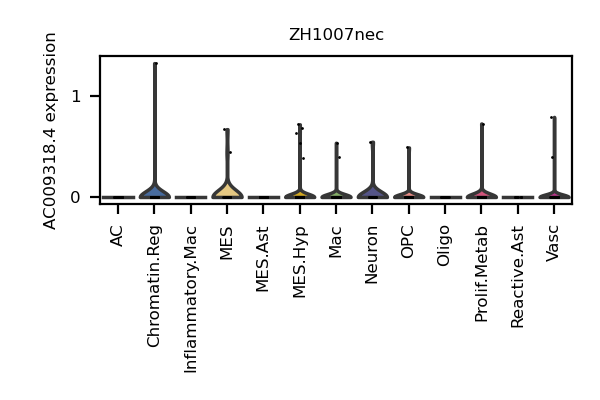 ZH1007nec
AC009318.4 expression
1
0
AC
Chromatin.Reg
Inflammatory.Mac
MES
MES.Ast
MES.Hyp
Mac
Neuron
OPC
Oligo
Prolif.Metab
Reactive.Ast
Vasc